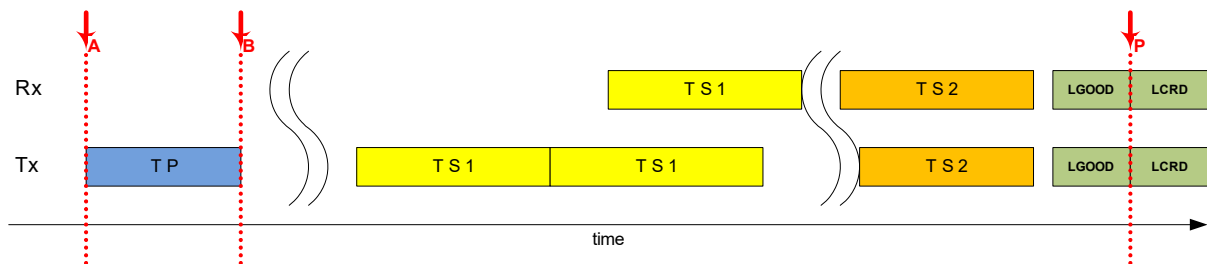 A B P
Rx T S 1 T S 2 LGOOD LCRD
Tx T P T S 1 T S 1 T S 2 LGOOD LCRD
time